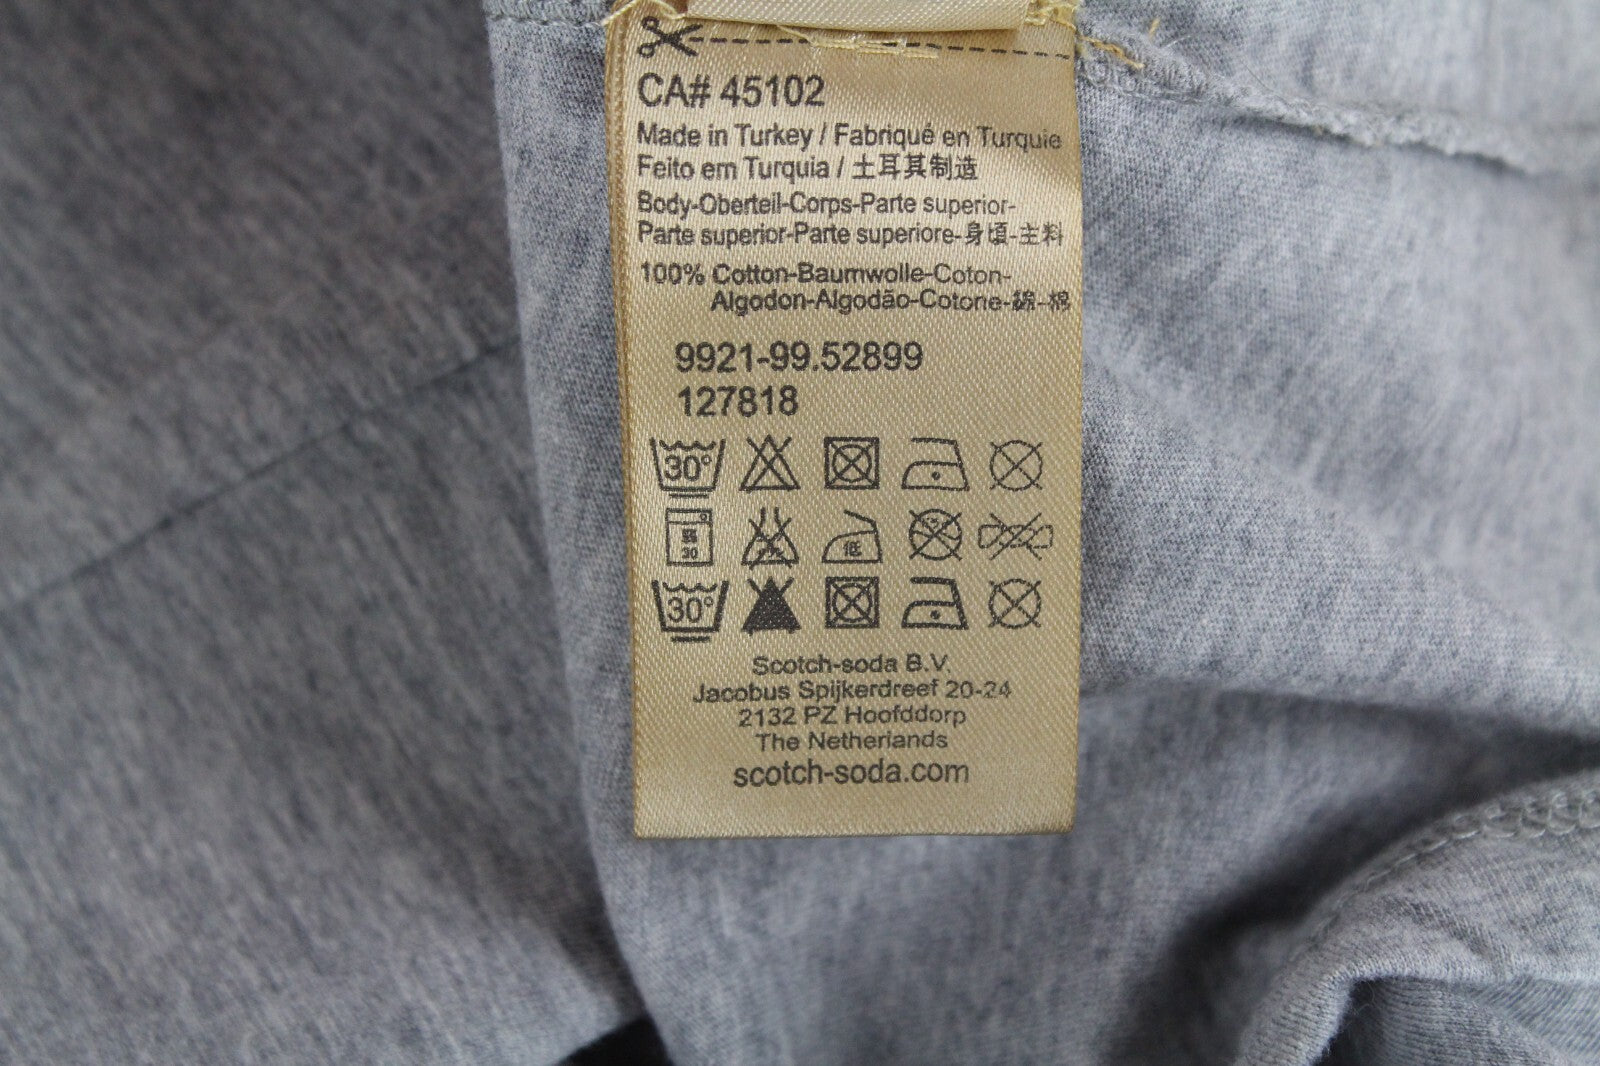 CA# 45102
Made in Turkey / Fabriqué en Turquie
Feito em Turquia / 土耳其制造
Body-Oberteil-Corps-Parte superior-
Parte superior-Parte superiore-身頃-主料
100% Cotton-Baumwolle-Coton-
Algodon-Algodão-Cotone-綿-棉
9921-99.52899
127818
30°
弱 30 低
30°
Scotch-soda B.V.
Jacobus Spijkerdreef 20-24
2132 PZ Hoofddorp
The Netherlands
scotch-soda.com